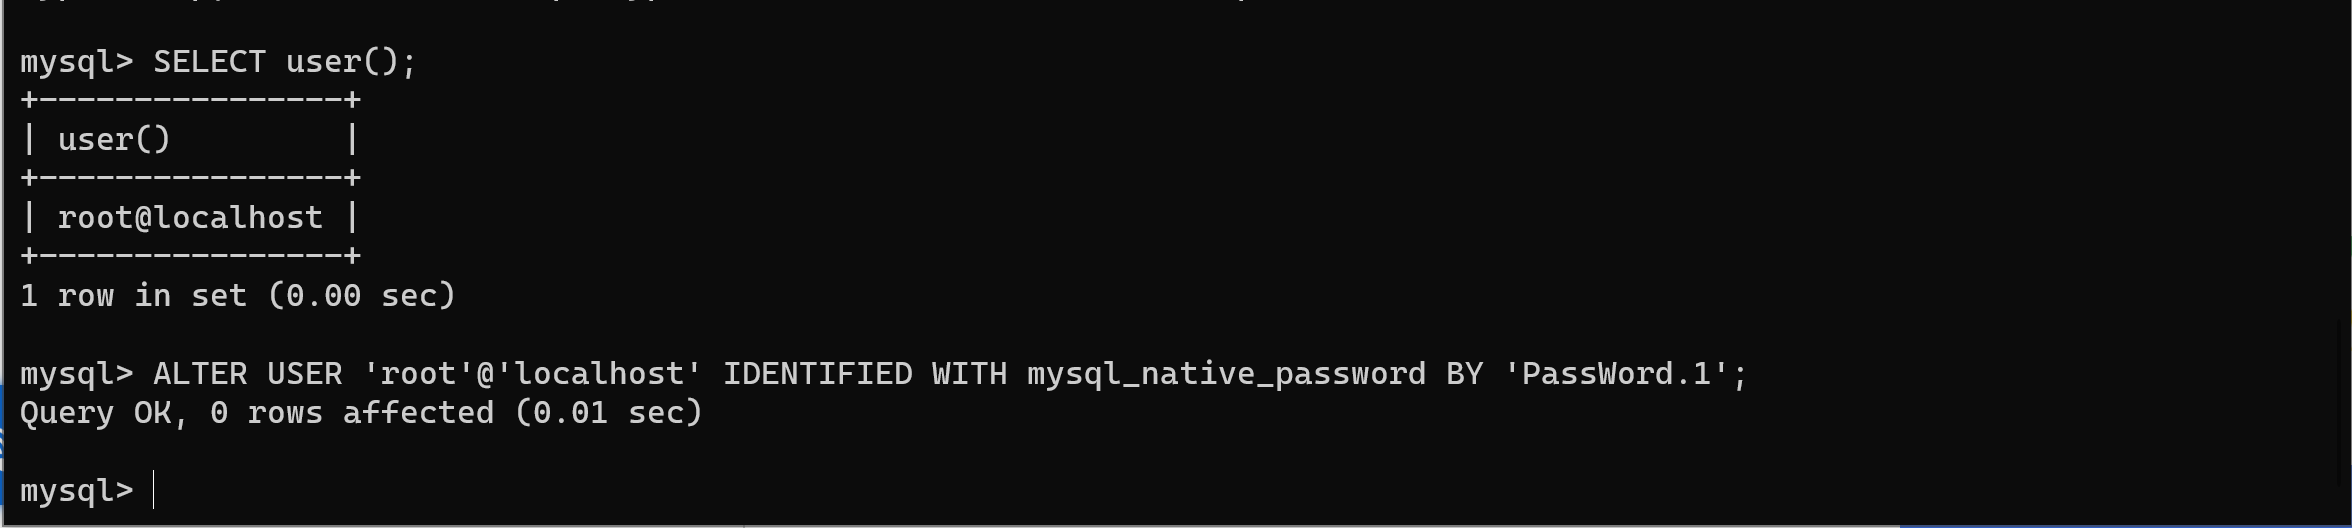 mysql> SELECT user();
+----------------+
| user()         |
+----------------+
| root@localhost |
+----------------+
1 row in set (0.00 sec)
mysql> ALTER USER 'root'@'localhost' IDENTIFIED WITH mysql_native_password BY 'PassWord.1';
Query OK, 0 rows affected (0.01 sec)
mysql>